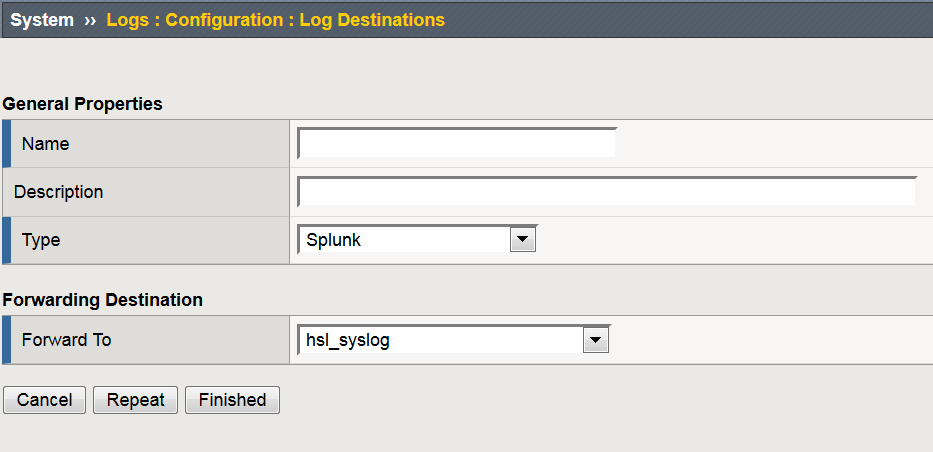 System ›› Logs : Configuration : Log Destinations
General Properties
Name
Description
Type Splunk
Forwarding Destination
Forward To hsl_syslog
Cancel Repeat Finished